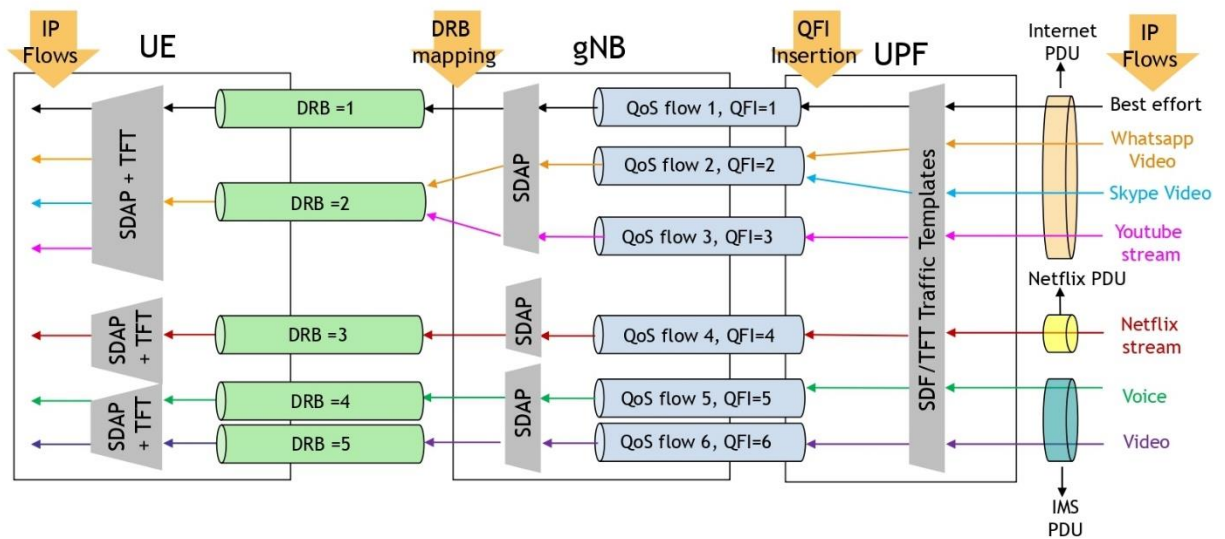 IP
Flows
UE
DRB
mapping
gNB
QFI
Insertion
UPF
Internet
PDU
IP
Flows
SDAP + TFT
DRB =1
SDAP
QoS flow 1, QFI=1
SDF/TFT Traffic Templates
Best effort
Whatsapp
Video
DRB =2
QoS flow 2, QFI=2
Skype Video
QoS flow 3, QFI=3
Youtube
stream
Netflix PDU
SDAP
+ TFT
DRB =3
SDAP
QoS flow 4, QFI=4
Netflix
stream
SDAP
+ TFT
DRB =4
SDAP
QoS flow 5, QFI=5
Voice
DRB =5
QoS flow 6, QFI=6
Video
IMS
PDU